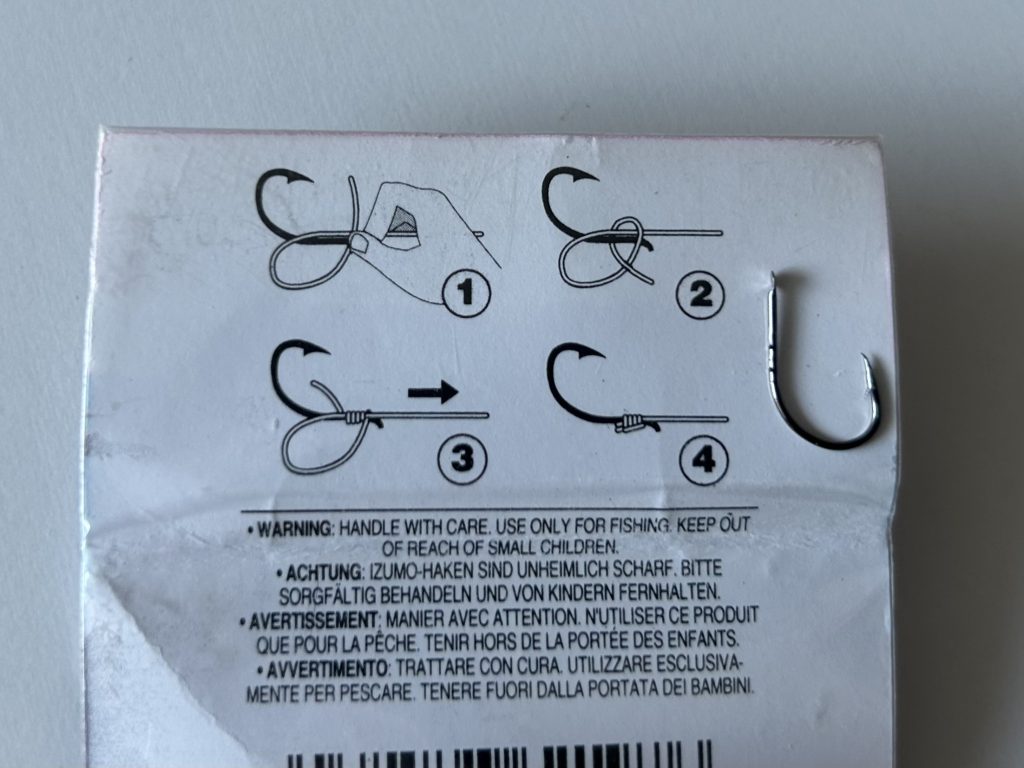 1
2
3
4
• WARNING: HANDLE WITH CARE. USE ONLY FOR FISHING. KEEP OUT
OF REACH OF SMALL CHILDREN.
• ACHTUNG: IZUMO-HAKEN SIND UNHEIMLICH SCHARF. BITTE
SORGFÄLTIG BEHANDELN UND VON KINDERN FERNHALTEN.
• AVERTISSEMENT: MANIER AVEC ATTENTION. N'UTILISER CE PRODUIT
QUE POUR LA PÊCHE. TENIR HORS DE LA PORTÉE DES ENFANTS.
• AVVERTIMENTO: TRATTARE CON CURA. UTILIZZARE ESCLUSIVA-
MENTE PER PESCARE. TENERE FUORI DALLA PORTATA DEI BAMBINI.